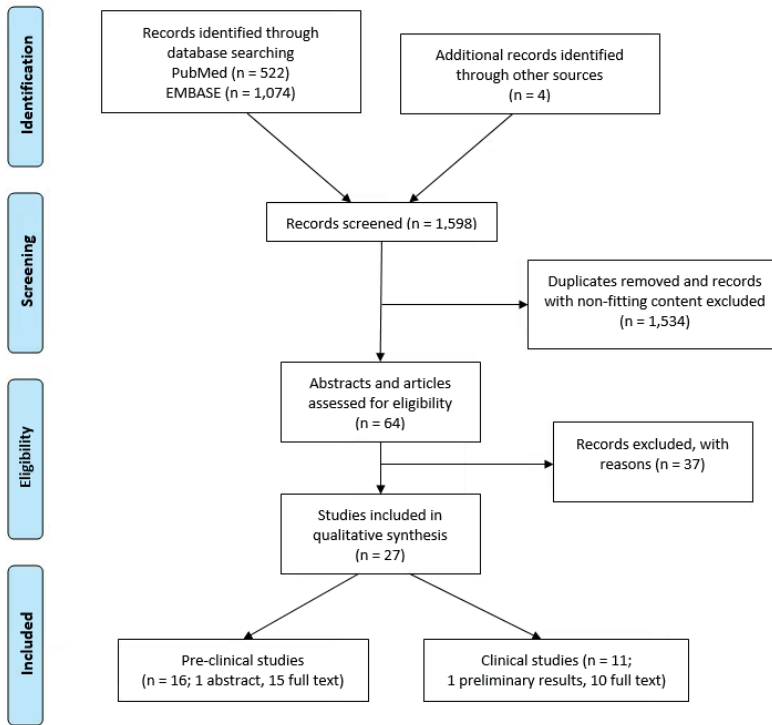 Identification
Records identified through
database searching
PubMed (n = 522)
EMBASE (n = 1,074)
Additional records identified
through other sources
(n = 4)
Screening
Records screened (n = 1,598)
Duplicates removed and records
with non-fitting content excluded
(n = 1,534)
Eligibility
Abstracts and articles
assessed for eligibility
(n = 64)
Records excluded, with
reasons (n = 37)
Studies included in
qualitative synthesis
(n = 27)
Included
Pre-clinical studies
(n = 16; 1 abstract, 15 full text)
Clinical studies (n = 11;
1 preliminary results, 10 full text)